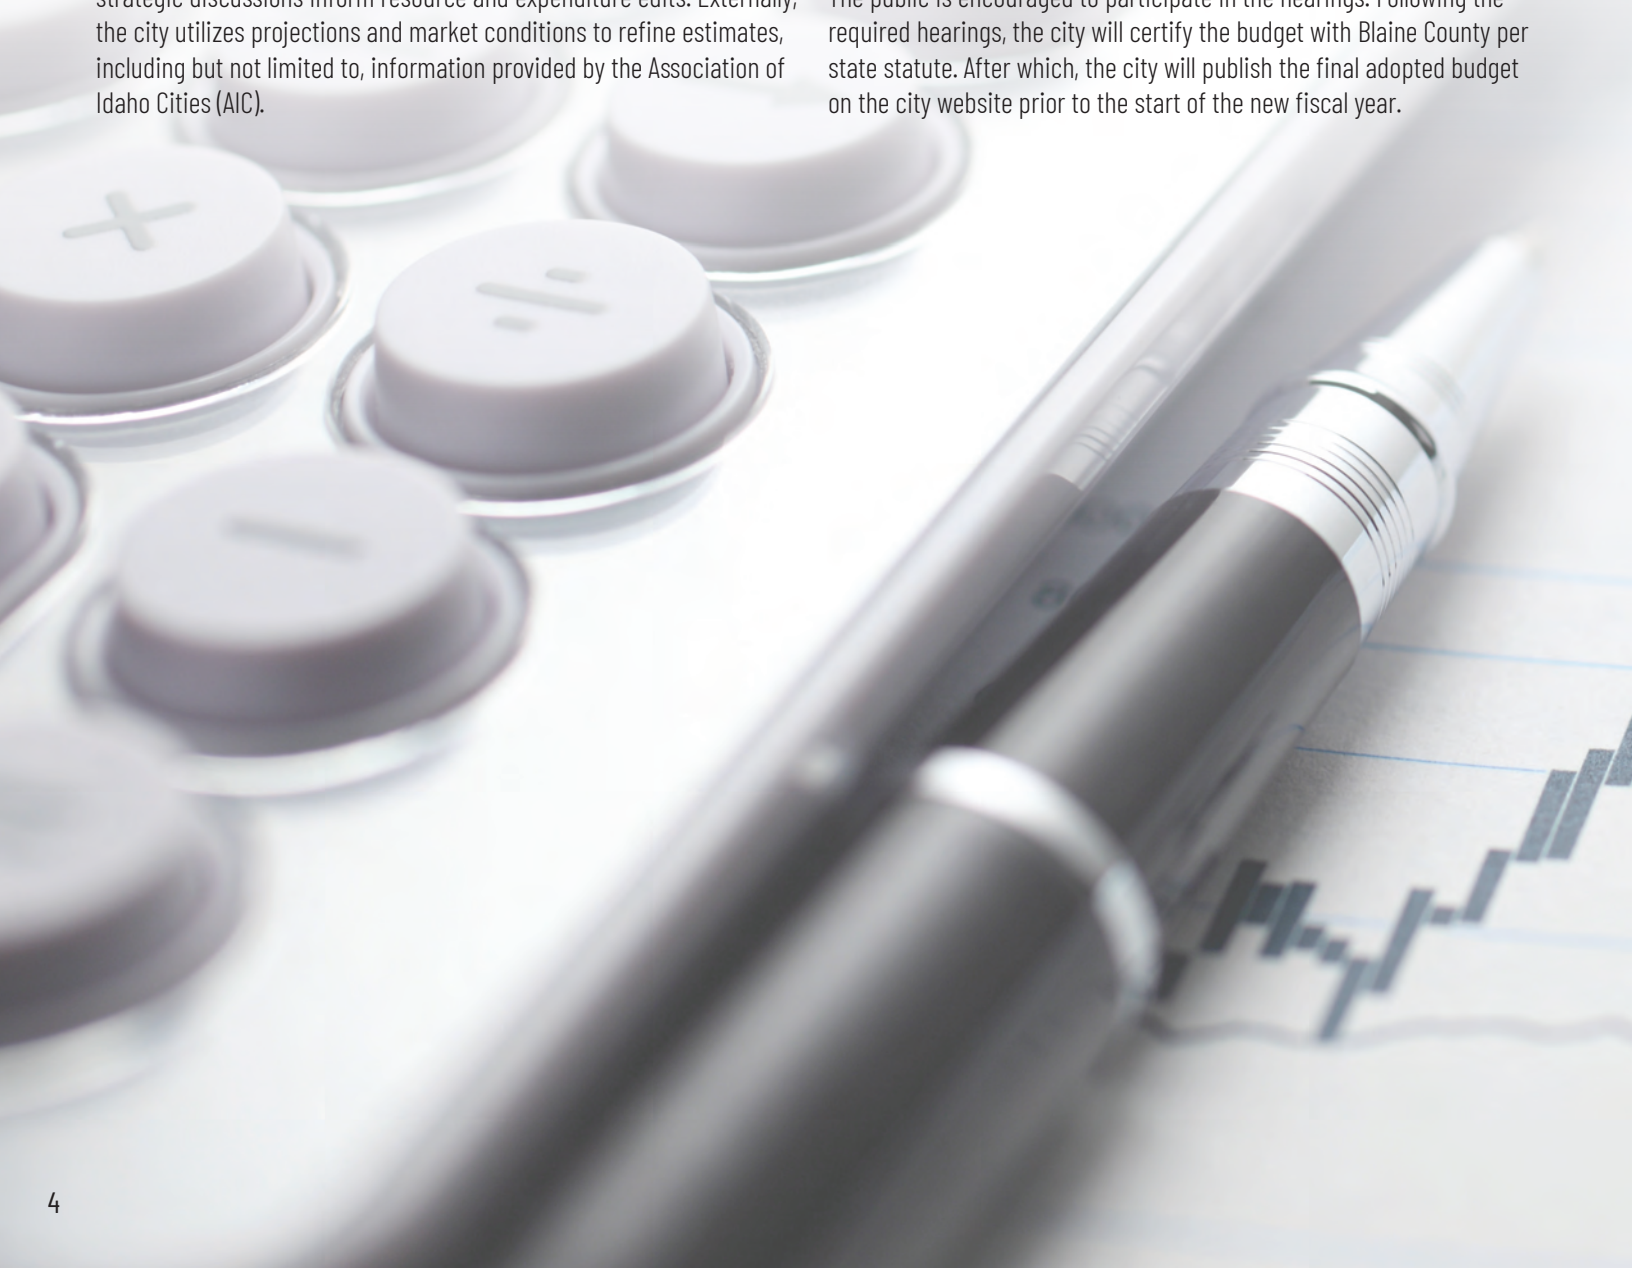 strategic discussions inform resource and expenditure edits. Externally,
the city utilizes projections and market conditions to refine estimates,
including but not limited to, information provided by the Association of
Idaho Cities (AIC).
The public is encouraged to participate in the hearings. Following the
required hearings, the city will certify the budget with Blaine County per
state statute. After which, the city will publish the final adopted budget
on the city website prior to the start of the new fiscal year.
+
÷
−
4